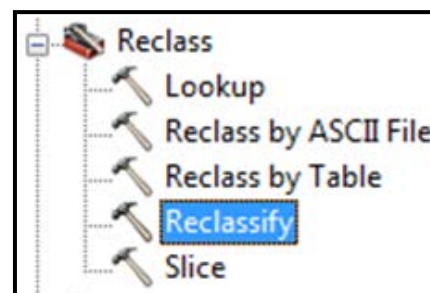 Reclass
Lookup
Reclass by ASCII File
Reclass by Table
Reclassify
Slice